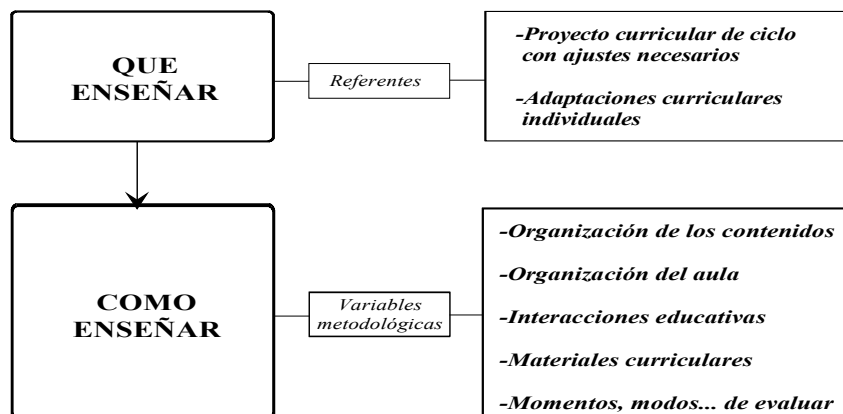 QUE
ENSEÑAR
Referentes
-Proyecto curricular de ciclo
con ajustes necesarios
-Adaptaciones curriculares
individuales
COMO
ENSEÑAR
Variables
metodológicas
-Organización de los contenidos
-Organización del aula
-Interacciones educativas
-Materiales curriculares
-Momentos, modos... de evaluar